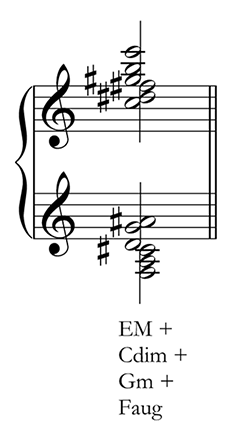 EM +
Cdim +
Gm +
Faug